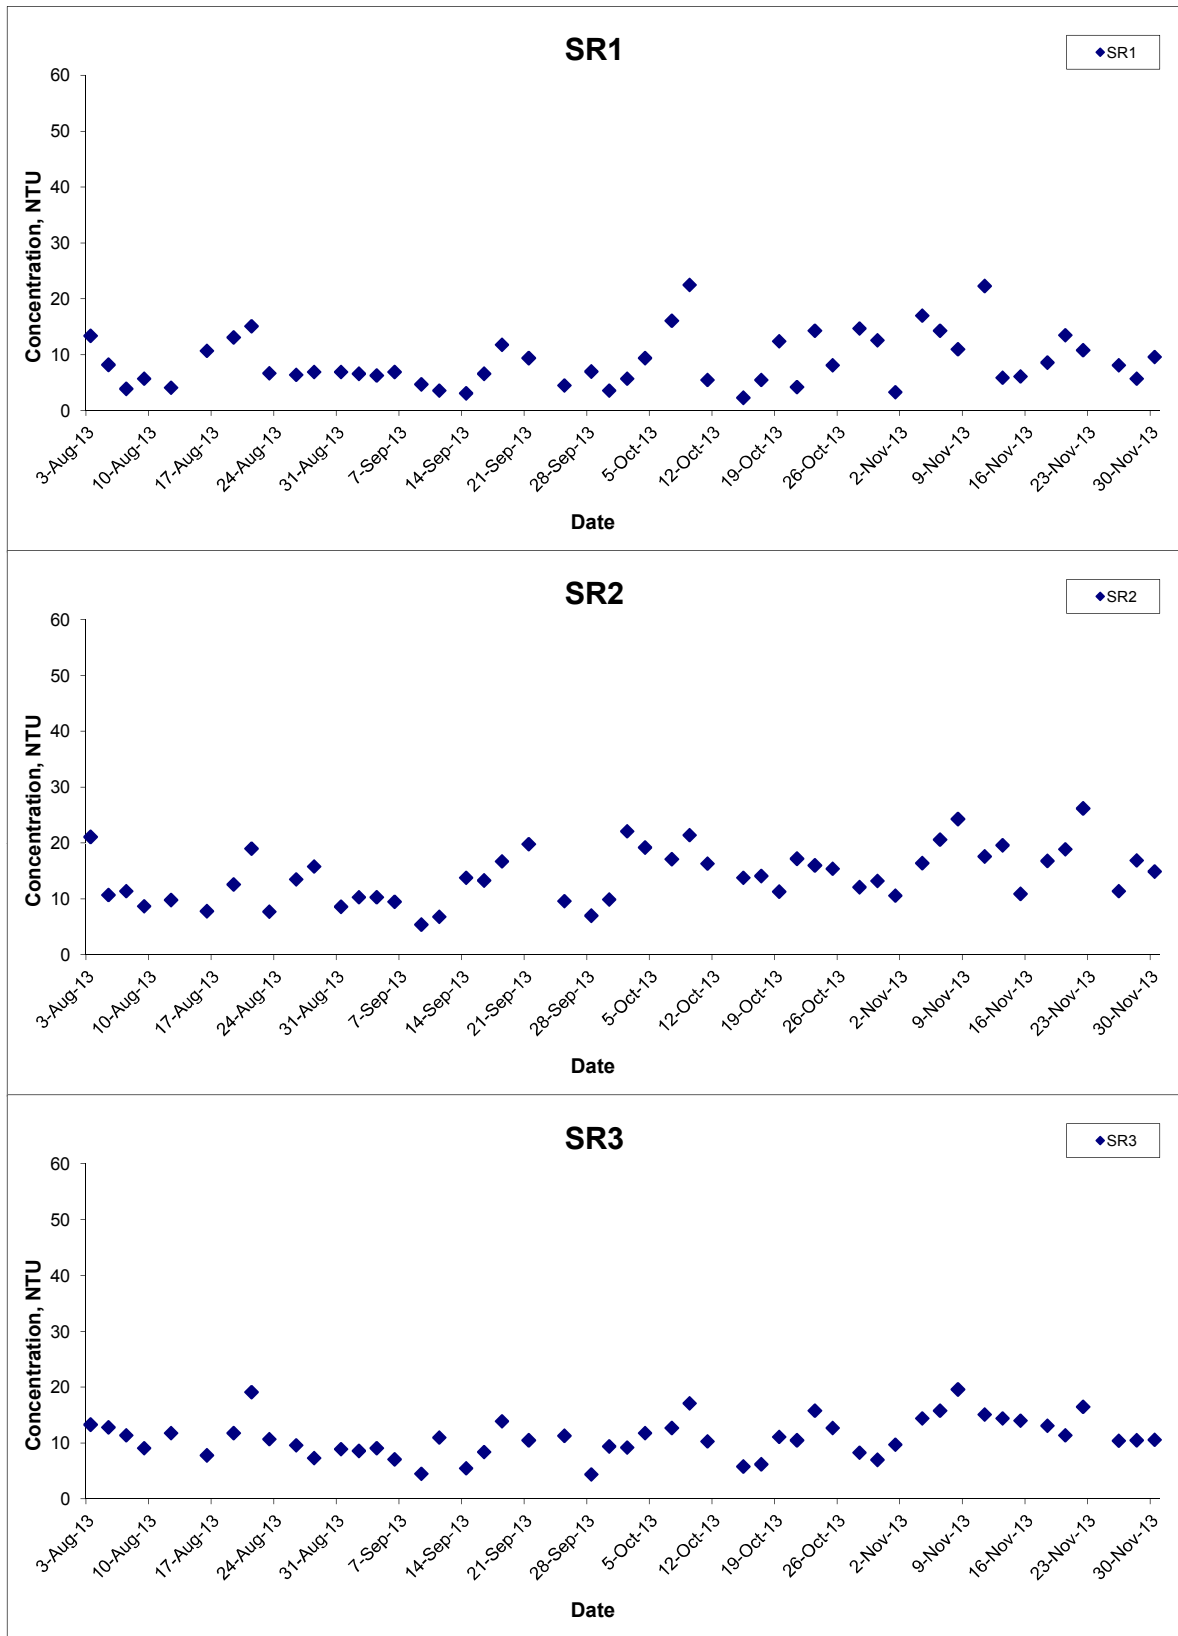 SR1
SR1
60
50
40
30
20
10
0
Concentration, NTU
3-Aug-13 10-Aug-13 17-Aug-13 24-Aug-13 31-Aug-13 7-Sep-13 14-Sep-13 21-Sep-13 28-Sep-13 5-Oct-13 12-Oct-13 19-Oct-13 26-Oct-13 2-Nov-13 9-Nov-13 16-Nov-13 23-Nov-13 30-Nov-13
Date
SR2
SR2
60
50
40
30
20
10
0
Concentration, NTU
3-Aug-13 10-Aug-13 17-Aug-13 24-Aug-13 31-Aug-13 7-Sep-13 14-Sep-13 21-Sep-13 28-Sep-13 5-Oct-13 12-Oct-13 19-Oct-13 26-Oct-13 2-Nov-13 9-Nov-13 16-Nov-13 23-Nov-13 30-Nov-13
Date
SR3
SR3
60
50
40
30
20
10
0
Concentration, NTU
3-Aug-13 10-Aug-13 17-Aug-13 24-Aug-13 31-Aug-13 7-Sep-13 14-Sep-13 21-Sep-13 28-Sep-13 5-Oct-13 12-Oct-13 19-Oct-13 26-Oct-13 2-Nov-13 9-Nov-13 16-Nov-13 23-Nov-13 30-Nov-13
Date